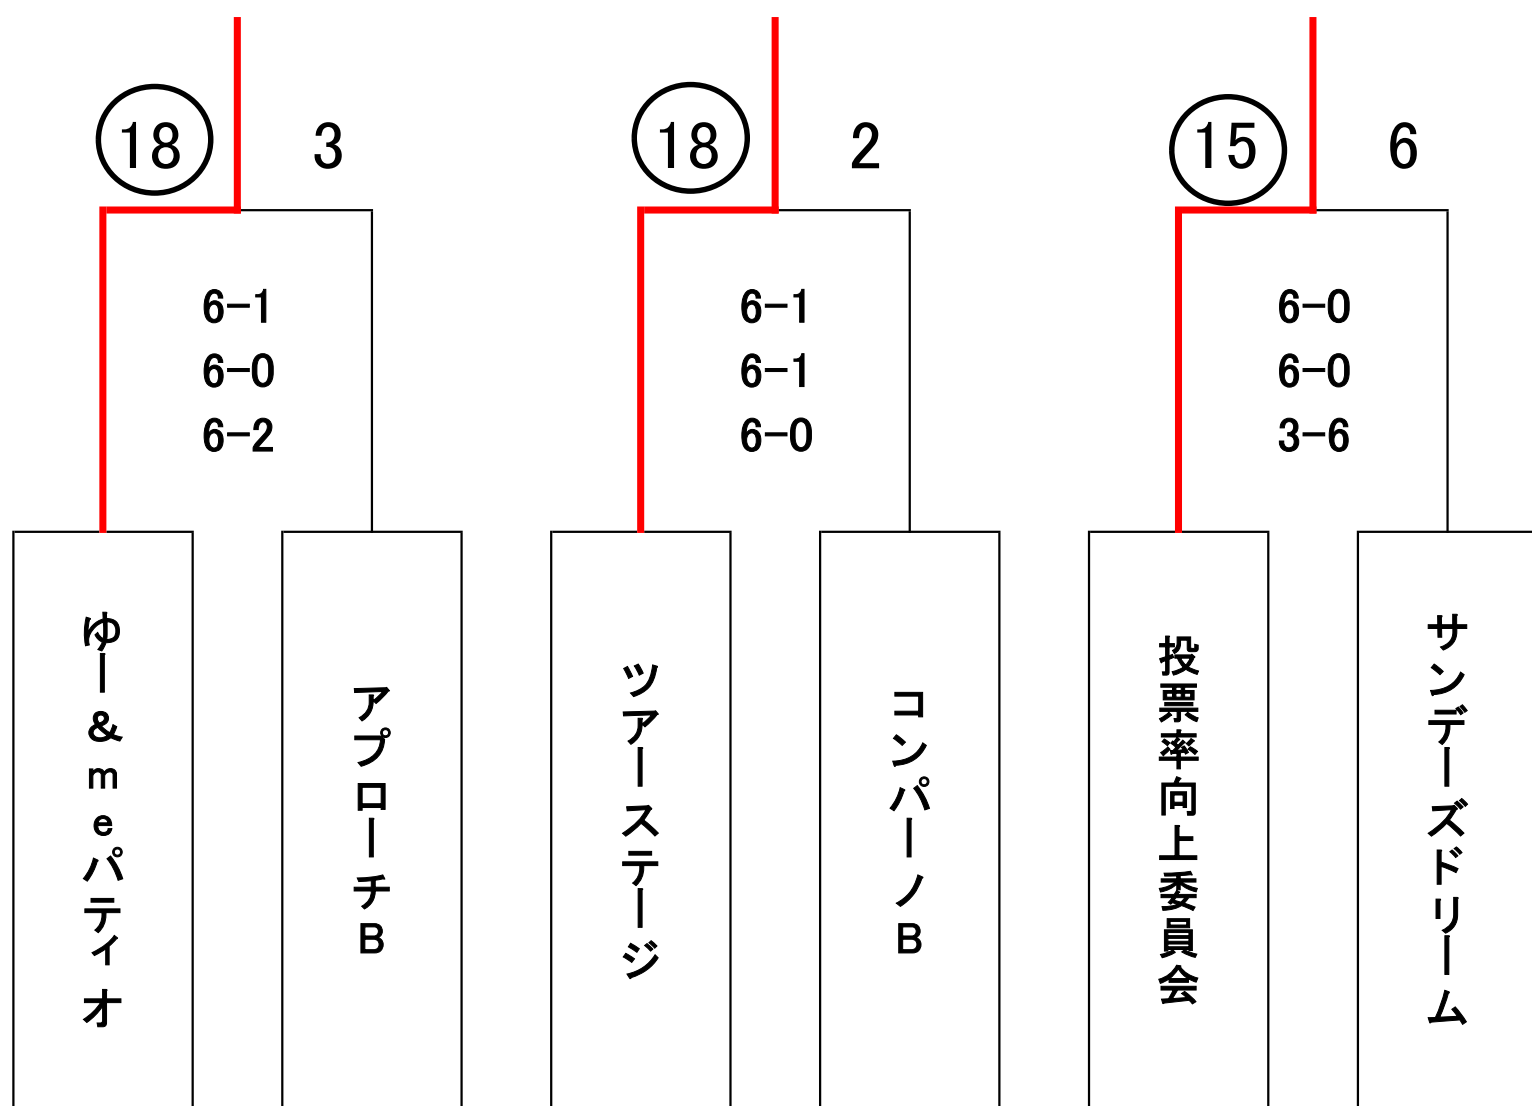 18 3
6-1
6-0
6-2
ゆー&meパティオ
アプローチB
18 2
6-1
6-1
6-0
ツアーステージ
コンパーノB
15 6
6-0
6-0
3-6
投票率向上委員会
サンデーズドリーム